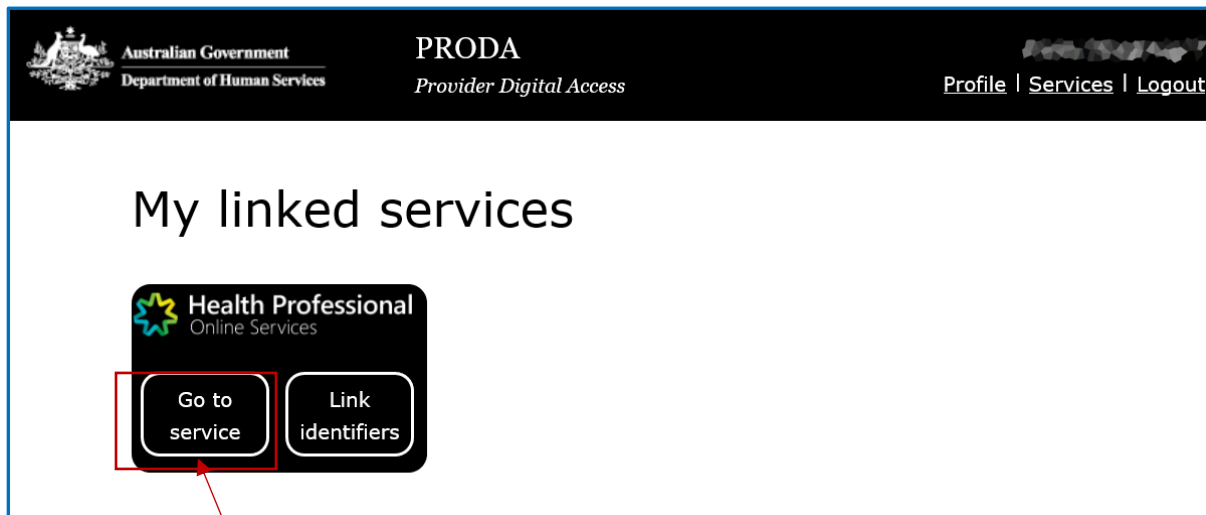 Australian Government
Department of Human Services
PRODA
Provider Digital Access
Profile | Services | Logout
My linked services
Health Professional
Online Services
Go to
service
Link
identifiers